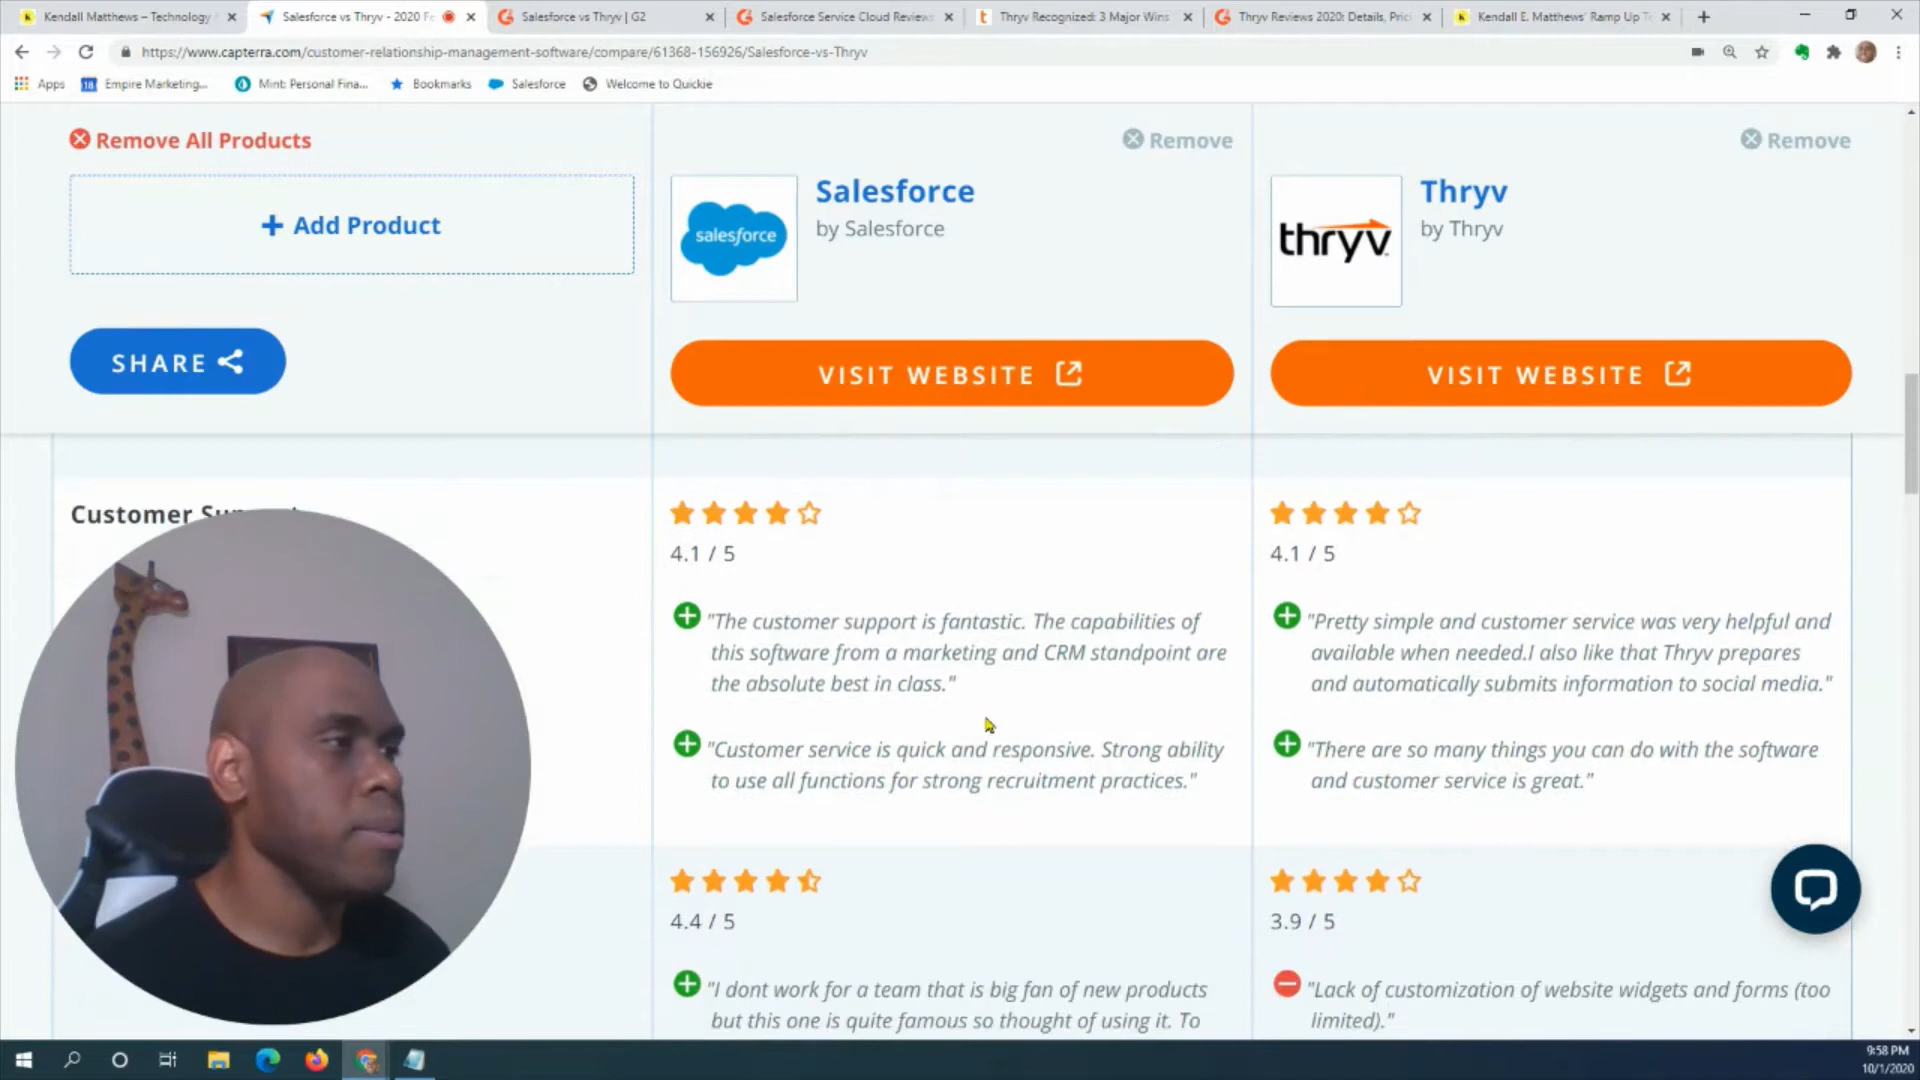 Kendall Matthews – Technology
Salesforce vs Thryv - 2020 Fe
Salesforce vs Thryv | G2
Salesforce Service Cloud Reviews
Thryv Recognized: 3 Major Wins
Thryv Reviews 2020: Details, Prici
Kendall E. Matthews' Ramp Up T
https://www.capterra.com/customer-relationship-management-software/compare/61368-156926/Salesforce-vs-Thryv
Apps
18
Empire Marketing...
Mint: Personal Fina...
Bookmarks
Salesforce
Welcome to Quickie
Remove All Products
Remove
Remove
+ Add Product
salesforce
Salesforce
by Salesforce
thryv
Thryv
by Thryv
SHARE
VISIT WEBSITE
VISIT WEBSITE
Customer
4.1 / 5
4.1 / 5
"The customer support is fantastic. The capabilities of
this software from a marketing and CRM standpoint are
the absolute best in class."
"Pretty simple and customer service was very helpful and
available when needed.I also like that Thryv prepares
and automatically submits information to social media."
"Customer service is quick and responsive. Strong ability
to use all functions for strong recruitment practices."
"There are so many things you can do with the software
and customer service is great."
4.4 / 5
3.9 / 5
"I dont work for a team that is big fan of new products
but this one is quite famous so thought of using it. To
"Lack of customization of website widgets and forms (too
limited)."
9:58 PM
10/1/2020